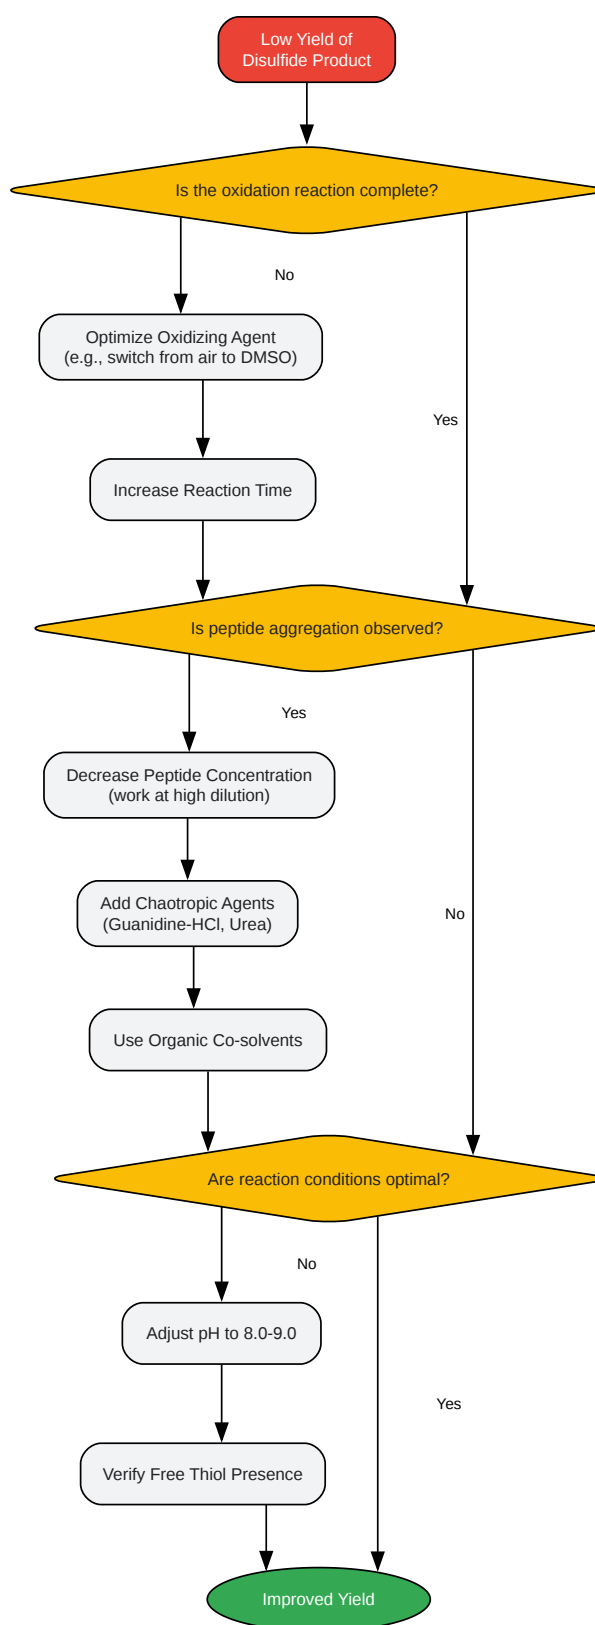 Low Yield of
Disulfide Product
Is the oxidation reaction complete?
No
Optimize Oxidizing Agent
(e.g., switch from air to DMSO)
Yes
Increase Reaction Time
Is peptide aggregation observed?
Yes
Decrease Peptide Concentration
(work at high dilution)
Add Chaotropic Agents
(Guanidine-HCl, Urea)
No
Use Organic Co-solvents
Are reaction conditions optimal?
No
Adjust pH to 8.0-9.0
Yes
Verify Free Thiol Presence
Improved Yield